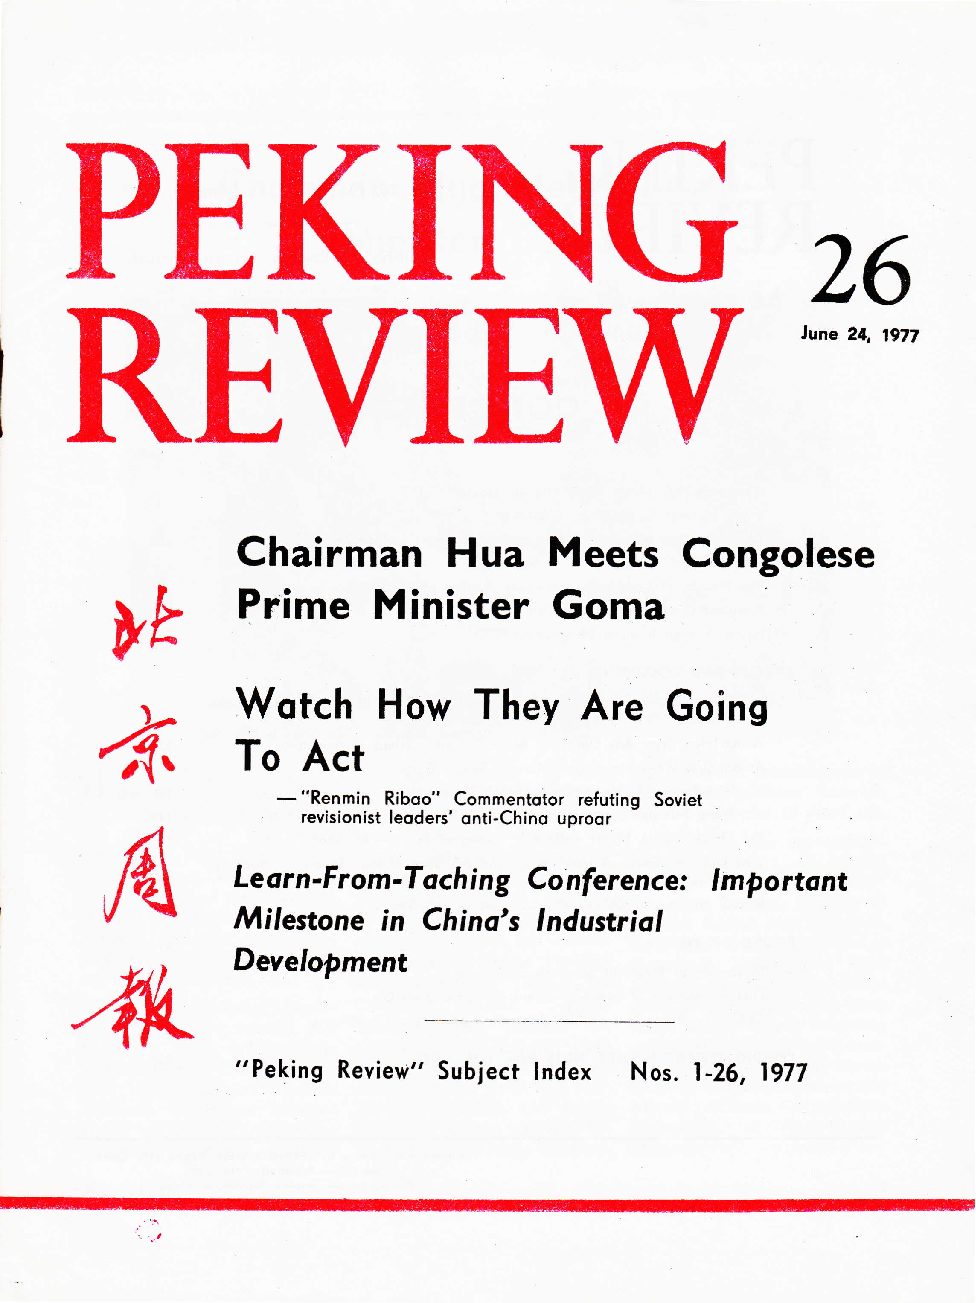 PEKING
REVIEW
26
June 24, 1977
Chairman Hua Meets Congolese
Prime Minister Goma
Watch How They Are Going
To Act
— "Renmin Ribao" Commentator refuting Soviet
revisionist leaders' anti-China uproar
Learn-From-Taching Conference: Important
Milestone in China's Industrial
Development
"Peking Review" Subject Index Nos. 1-26, 1977
北
京
周
報